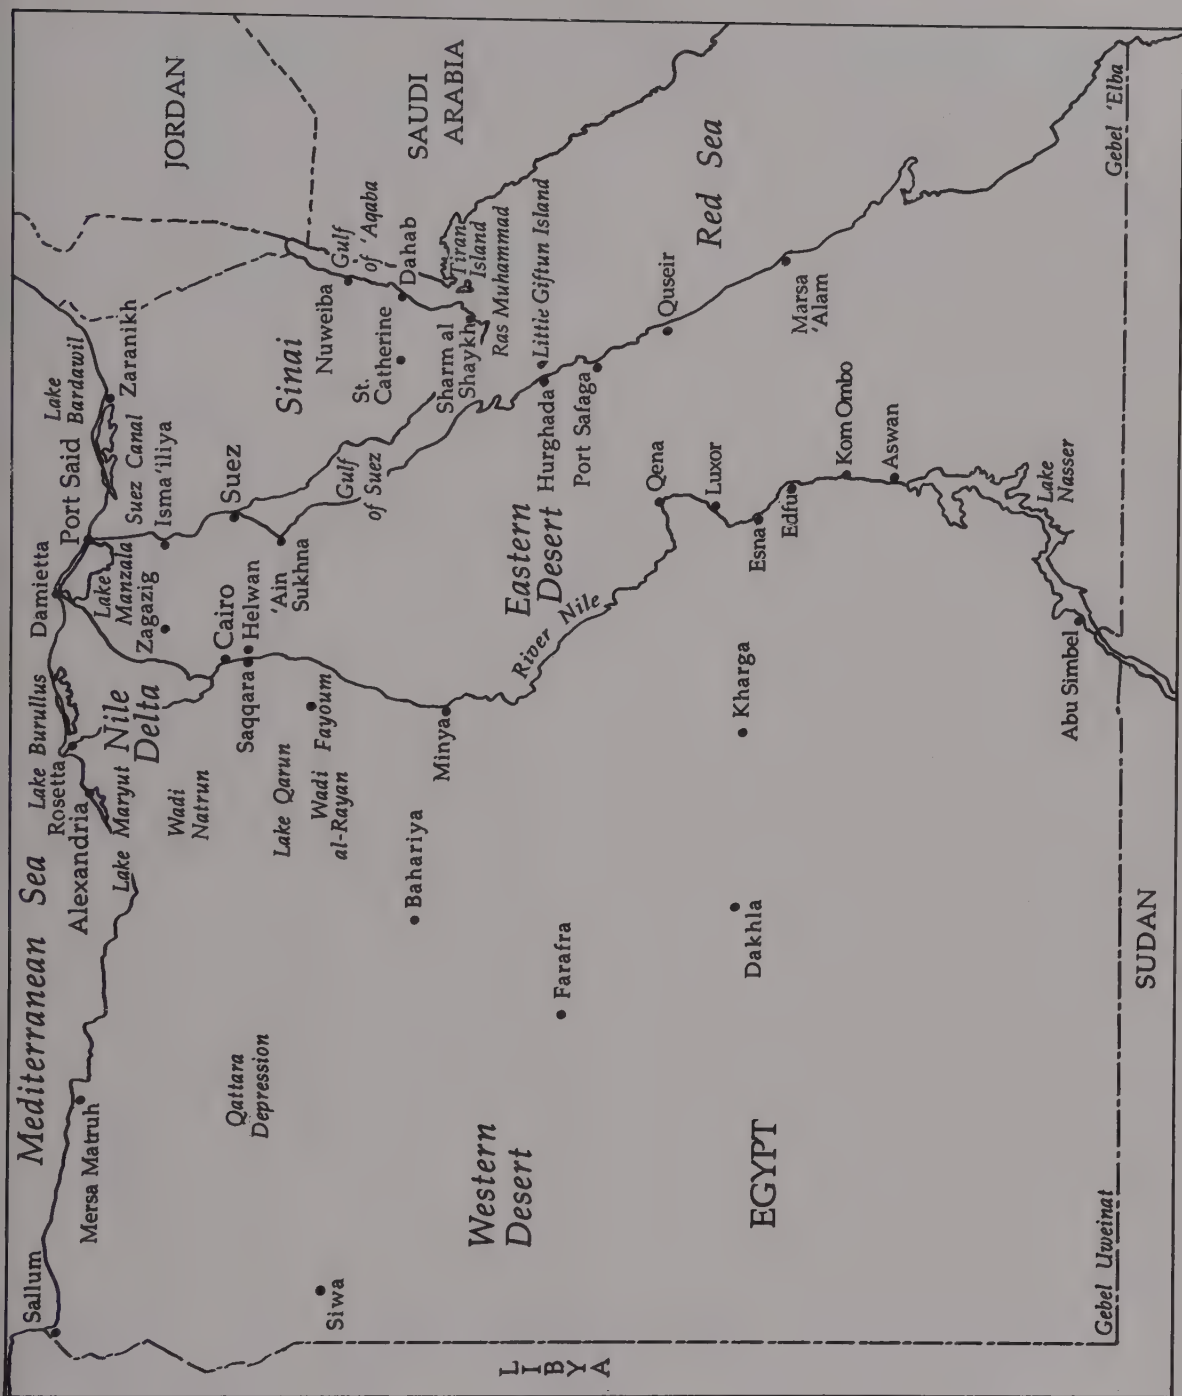 Mediterranean Sea
Sallum
Mersa Matruh
Alexandria
Rosetta
Lake Burullus
Lake Maryut
Nile
Delta
Damietta
Lake
Manzala
Port Said
Lake
Bardawil
Zaranikh
Suez Canal
Isma‘iliya
Zagazig
JORDAN
Wadi
Natrun
Cairo
Saqqara
Helwan
Suez
‘Ain
Sukhna
Sinai
Nuweiba
Gulf
of ‘Aqaba
SAUDI
ARABIA
Qattara
Depression
Lake Qarun
Fayoum
Wadi
al-Rayan
Gulf
of Suez
St.
Catherine
Dahab
Tiran
Island
Sharm al
Shaykh
Ras Muhammad
Siwa
Bahariya
Minya
Western
Desert
LIBYA
Farafra
River Nile
Eastern
Desert
Hurghada
Little Giftun Island
Port Safaga
Quseir
Red Sea
Qena
Luxor
Esna
Edfu
Kharga
Dakhla
EGYPT
Marsa
‘Alam
Kom Ombo
Aswan
Lake
Nasser
Abu Simbel
Gebel Uweinat
Gebel ‘Elba
SUDAN